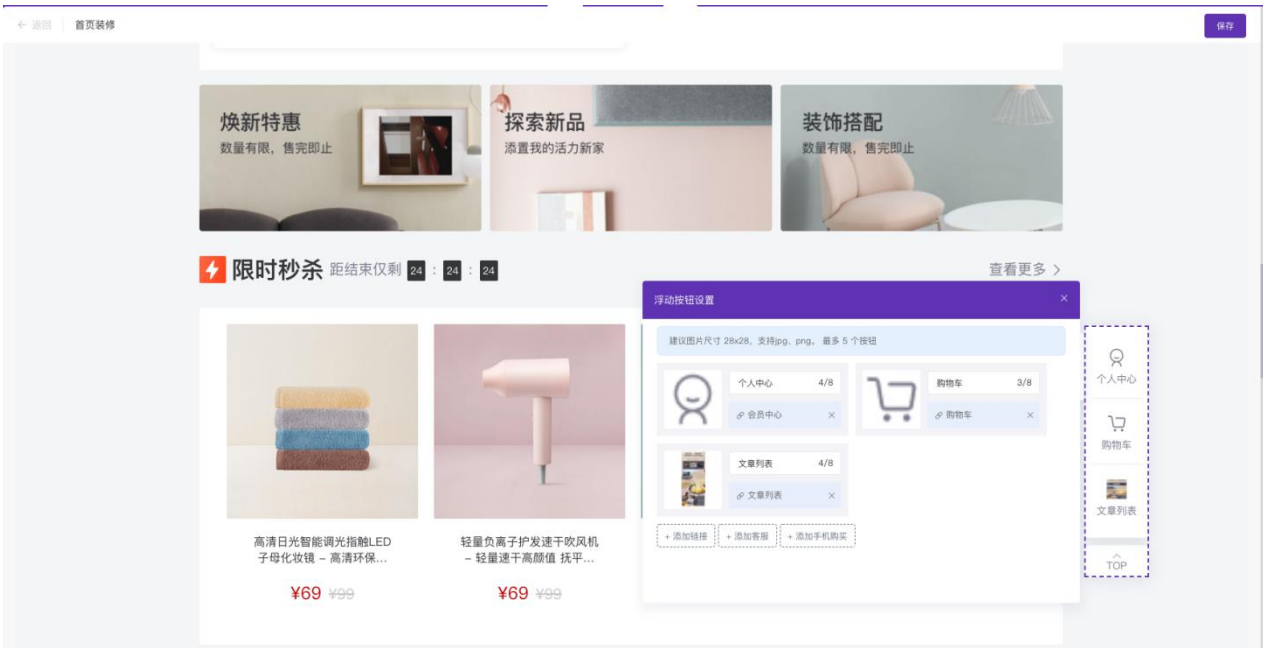 ← 返回 首页装修
保存
焕新特惠
数量有限，售完即止
探索新品
添置我的活力新家
装饰搭配
数量有限，售完即止
限时秒杀 距结束仅剩 24 : 24 : 24
查看更多 >
浮动按钮设置 ×
建议图片尺寸 28x28，支持jpg、png， 最多 5 个按钮
个人中心 4/8
会员中心 ×
购物车 3/8
购物车 ×
文章列表 4/8
文章列表 ×
+ 添加链接 + 添加客服 + 添加手机购买
个人中心
购物车
文章列表
TOP
高清日光智能调光指触LED
子母化妆镜 – 高清环保...
¥69 ¥99
轻量负离子护发速干吹风机
– 轻量速干高颜值 抚平...
¥69 ¥99